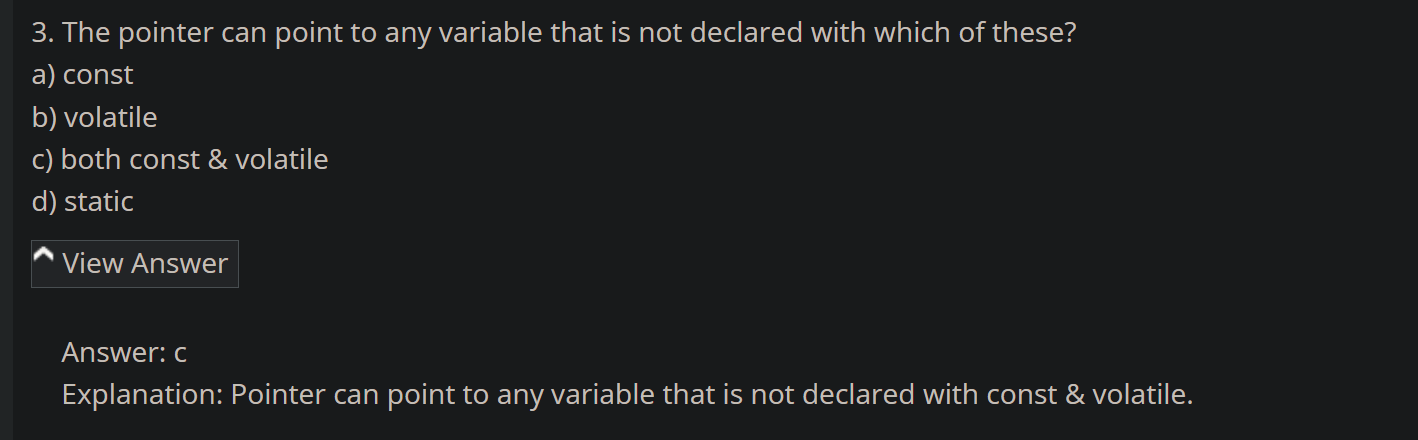 3. The pointer can point to any variable that is not declared with which of these?
a) const
b) volatile
c) both const & volatile
d) static
View Answer
Answer: c
Explanation: Pointer can point to any variable that is not declared with const & volatile.